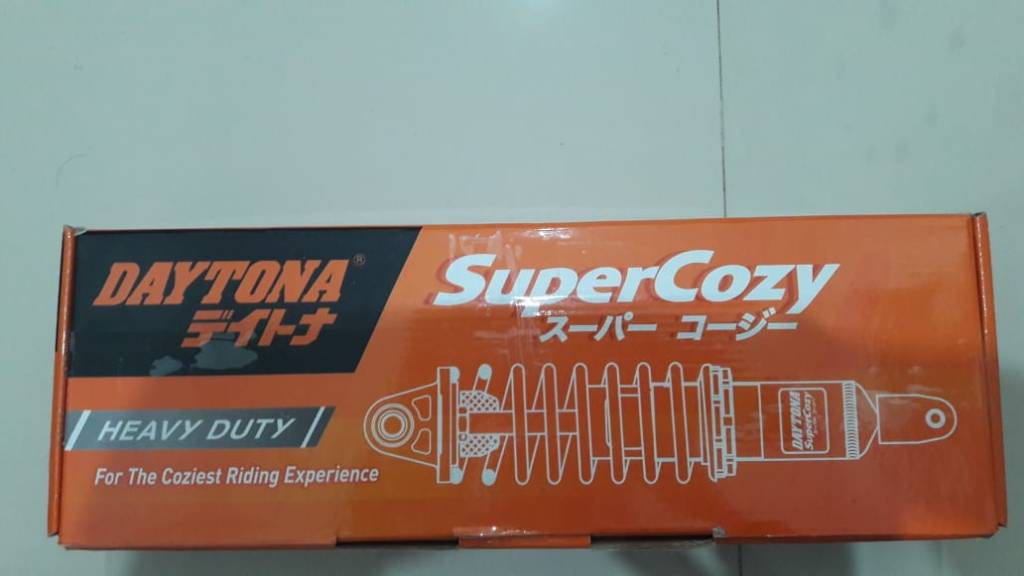 DAYTONA®
デイトナ
SuperCozy
スーパー コージー
HEAVY DUTY
For The Coziest Riding Experience
DAYTONA
SuperCozy